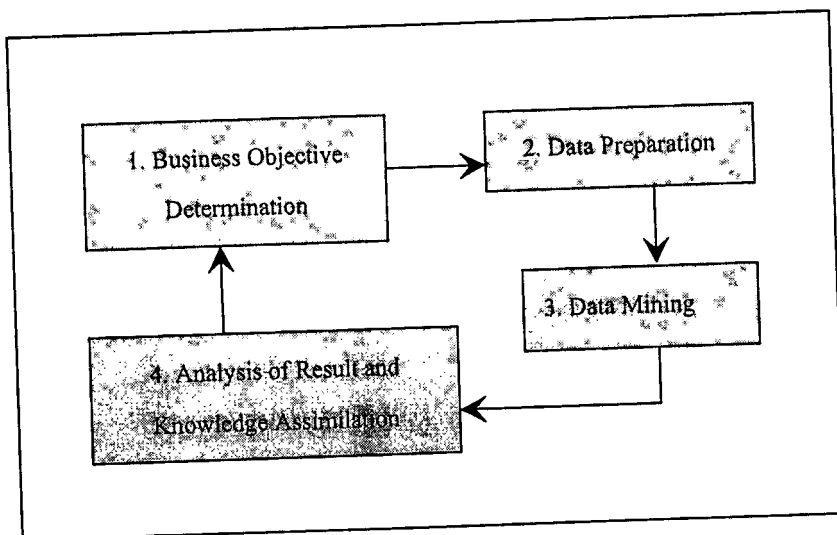 1. Business Objective
Determination
2. Data Preparation
3. Data Mining
4. Analysis of Result and
Knowledge Assimilation